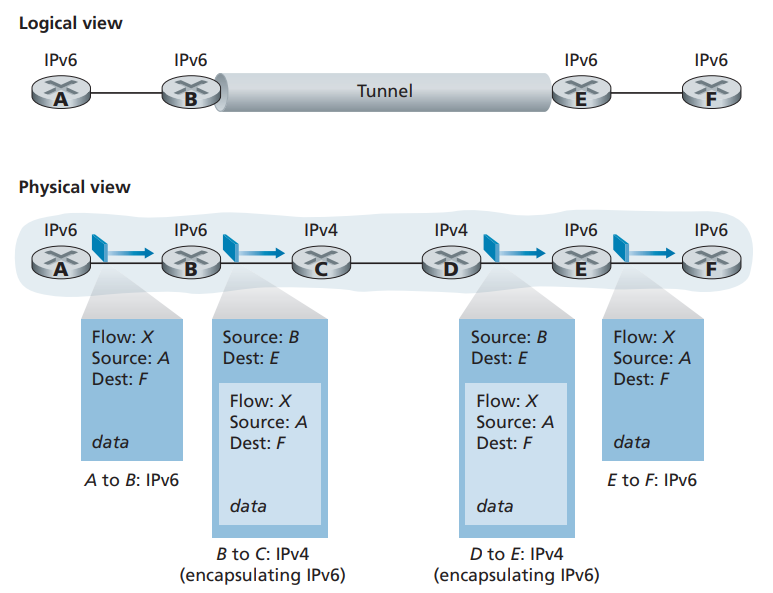 Logical view
IPv6
IPv6
IPv6
IPv6
A
B
Tunnel
E
F
Physical view
IPv6
IPv6
IPv4
IPv4
IPv6
IPv6
A
B
C
D
E
F
Flow: X
Source: A
Dest: F
data
A to B: IPv6
Source: B
Dest: E
Flow: X
Source: A
Dest: F
data
B to C: IPv4
(encapsulating IPv6)
Source: B
Dest: E
Flow: X
Source: A
Dest: F
data
D to E: IPv4
(encapsulating IPv6)
Flow: X
Source: A
Dest: F
data
E to F: IPv6